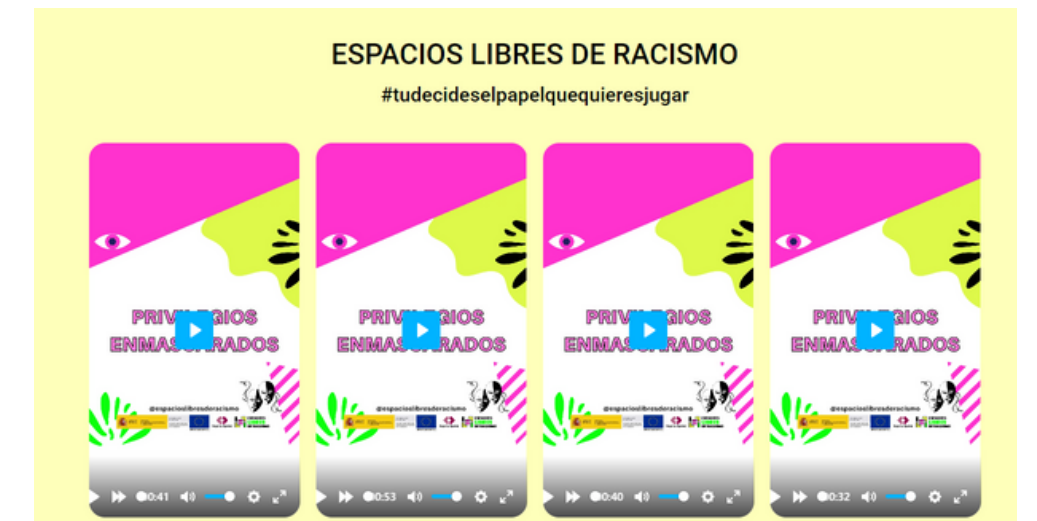 ESPACIOS LIBRES DE RACISMO
#tudecideselpapelquequieresjugar
PRIVILEGIOS
ENMASCARADOS
@espacioslibresderacismo
0:41
PRIVILEGIOS
ENMASCARADOS
@espacioslibresderacismo
0:53
PRIVILEGIOS
ENMASCARADOS
@espacioslibresderacismo
0:40
PRIVILEGIOS
ENMASCARADOS
@espacioslibresderacismo
0:32